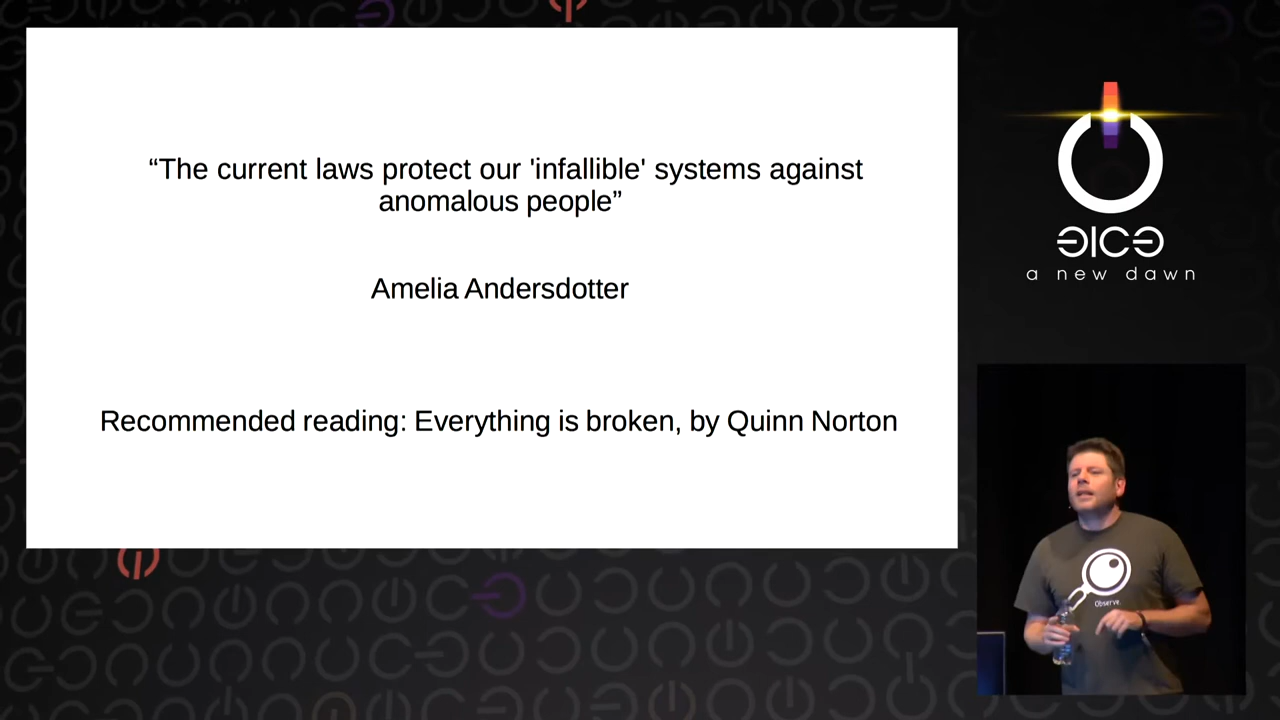 “The current laws protect our 'infallible' systems against
anomalous people”
Amelia Andersdotter
Recommended reading: Everything is broken, by Quinn Norton
a new dawn
Observe.